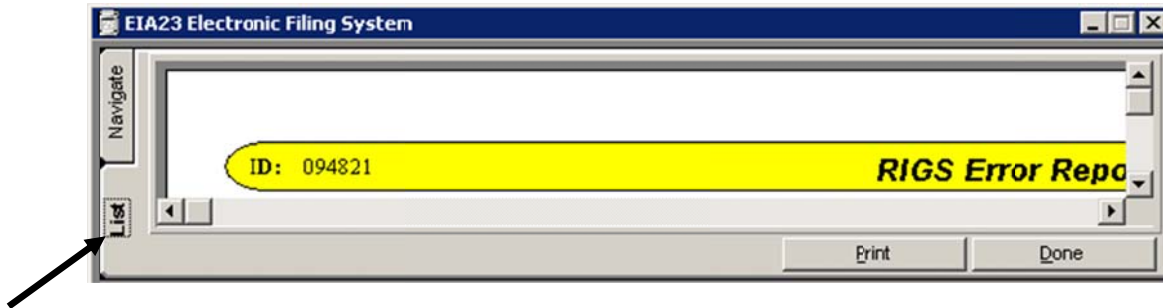 EIA23 Electronic Filing System
Navigate
ID: 094821
RIGS Error Repo
List
Print
Done